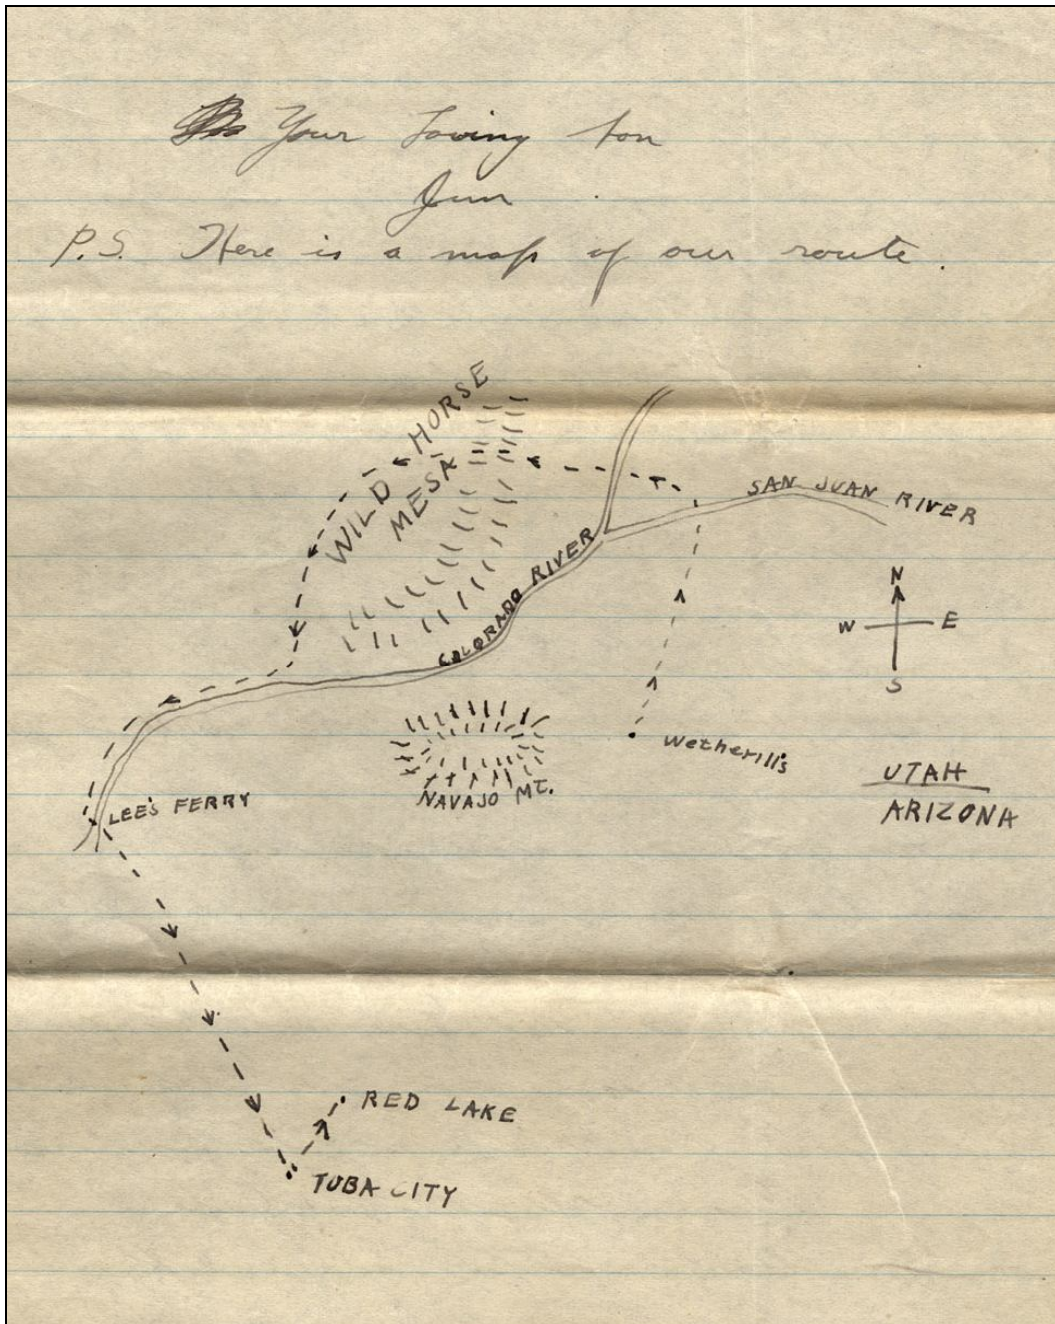 Your loving son
Jim
P.S. Here is a map of our route.
WILD HORSE
MESA
SAN JUAN RIVER
COLORADO RIVER
N
W E
S
Wetherill's
UTAH
ARIZONA
NAVAJO MT.
LEE'S FERRY
RED LAKE
TUBA CITY